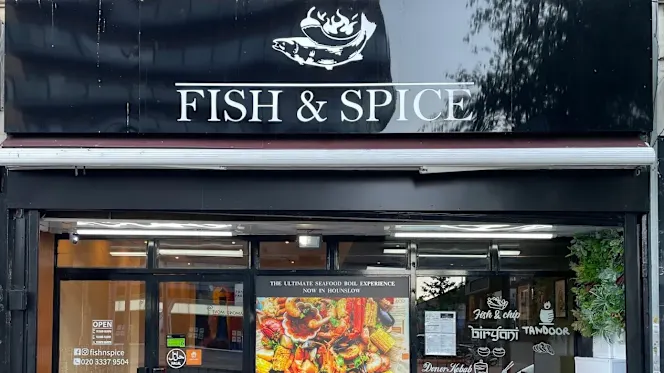 FISH & SPICE
THE ULTIMATE SEAFOOD BOIL EXPERIENCE
NOW IN HOUNSLOW
OPEN
fishnspice
020 3337 9504
Fish & chip
biryani
TANDOOR
Doner Kebab